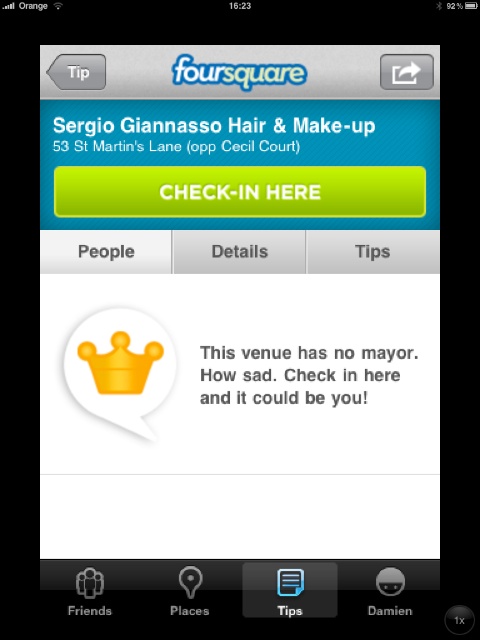 Orange 16:23 92%
Tip foursquare
Sergio Giannasso Hair & Make-up
53 St Martin's Lane (opp Cecil Court)
CHECK-IN HERE
People Details Tips
This venue has no mayor.
How sad. Check in here
and it could be you!
Friends Places Tips Damien
1x